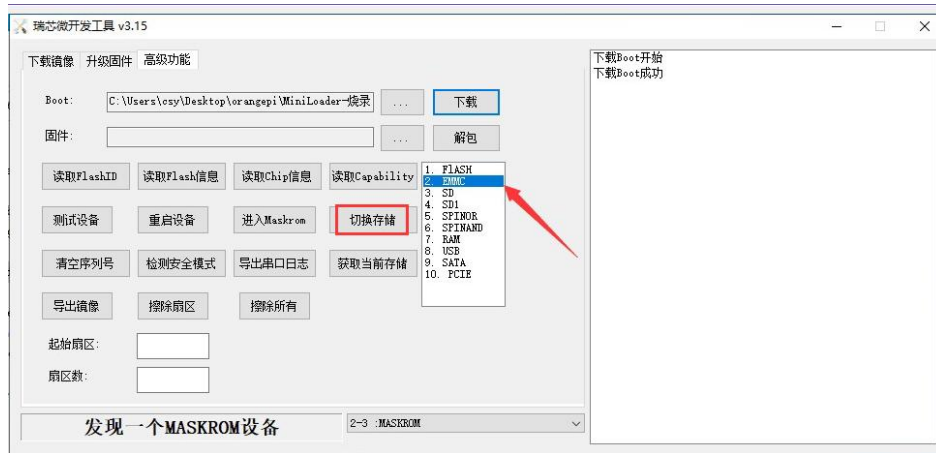 瑞芯微开发工具 v3.15
下载镜像 升级固件 高级功能
Boot: C:\Users\csy\Desktop\orangepi\MiniLoader-烧录 ... 下载
固件: ... 解包
读取FlashID 读取Flash信息 读取Chip信息 读取Capability
测试设备 重启设备 进入Maskrom 切换存储
清空序列号 检测安全模式 导出串口日志 获取当前存储
导出镜像 擦除扇区 擦除所有
1. FlASH
2. EMMC
3. SD
4. SD1
5. SPINOR
6. SPINAND
7. RAM
8. USB
9. SATA
10. PCIE
起始扇区:
扇区数:
发现一个MASKROM设备 2-3 :MASKROM
下载Boot开始
下载Boot成功